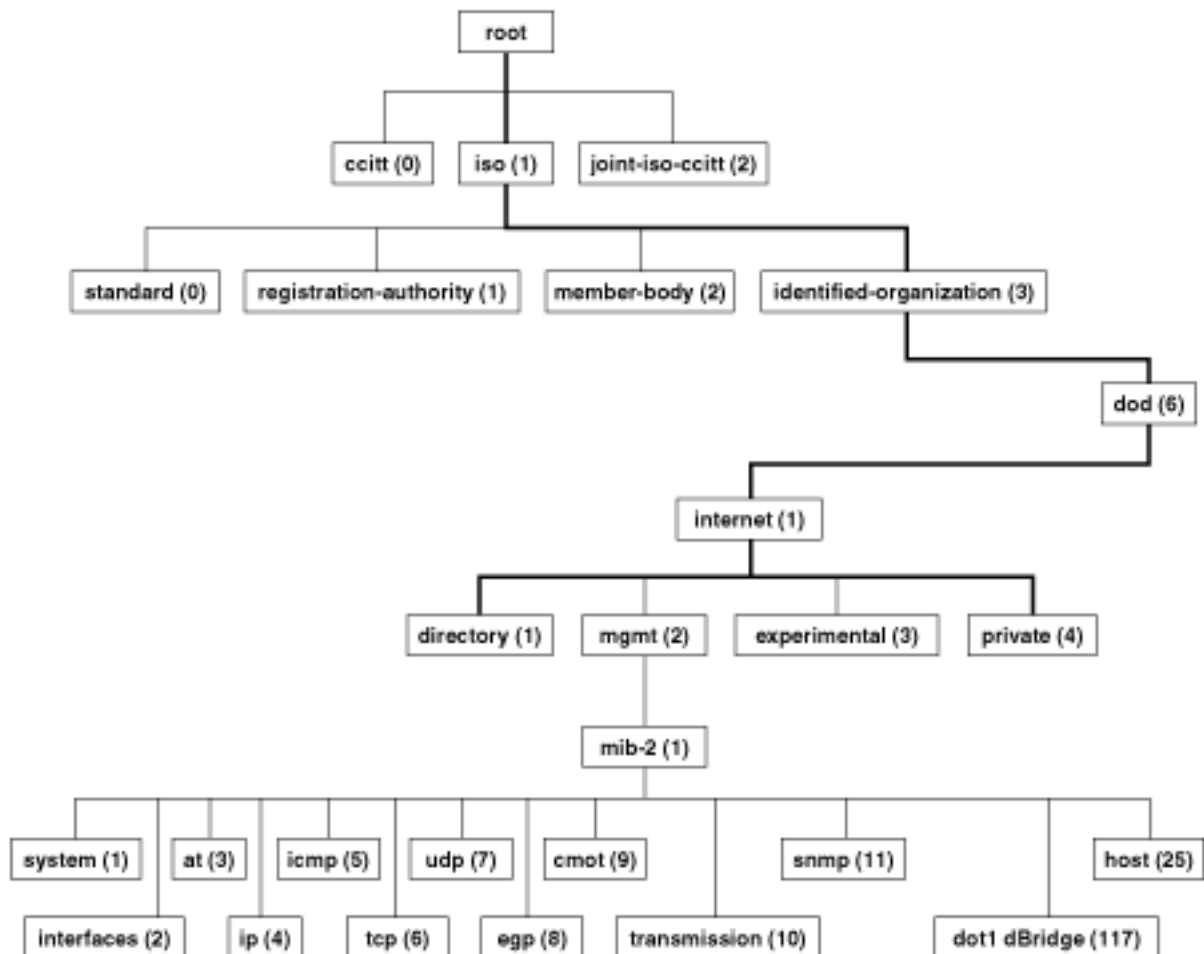 root
ccitt (0)
iso (1)
joint-iso-ccitt (2)
standard (0)
registration-authority (1)
member-body (2)
identified-organization (3)
dod (6)
internet (1)
directory (1)
mgmt (2)
experimental (3)
private (4)
mib-2 (1)
system (1)
at (3)
icmp (5)
udp (7)
cmot (9)
snmp (11)
host (25)
interfaces (2)
ip (4)
tcp (6)
egp (8)
transmission (10)
dot1 dBridge (117)